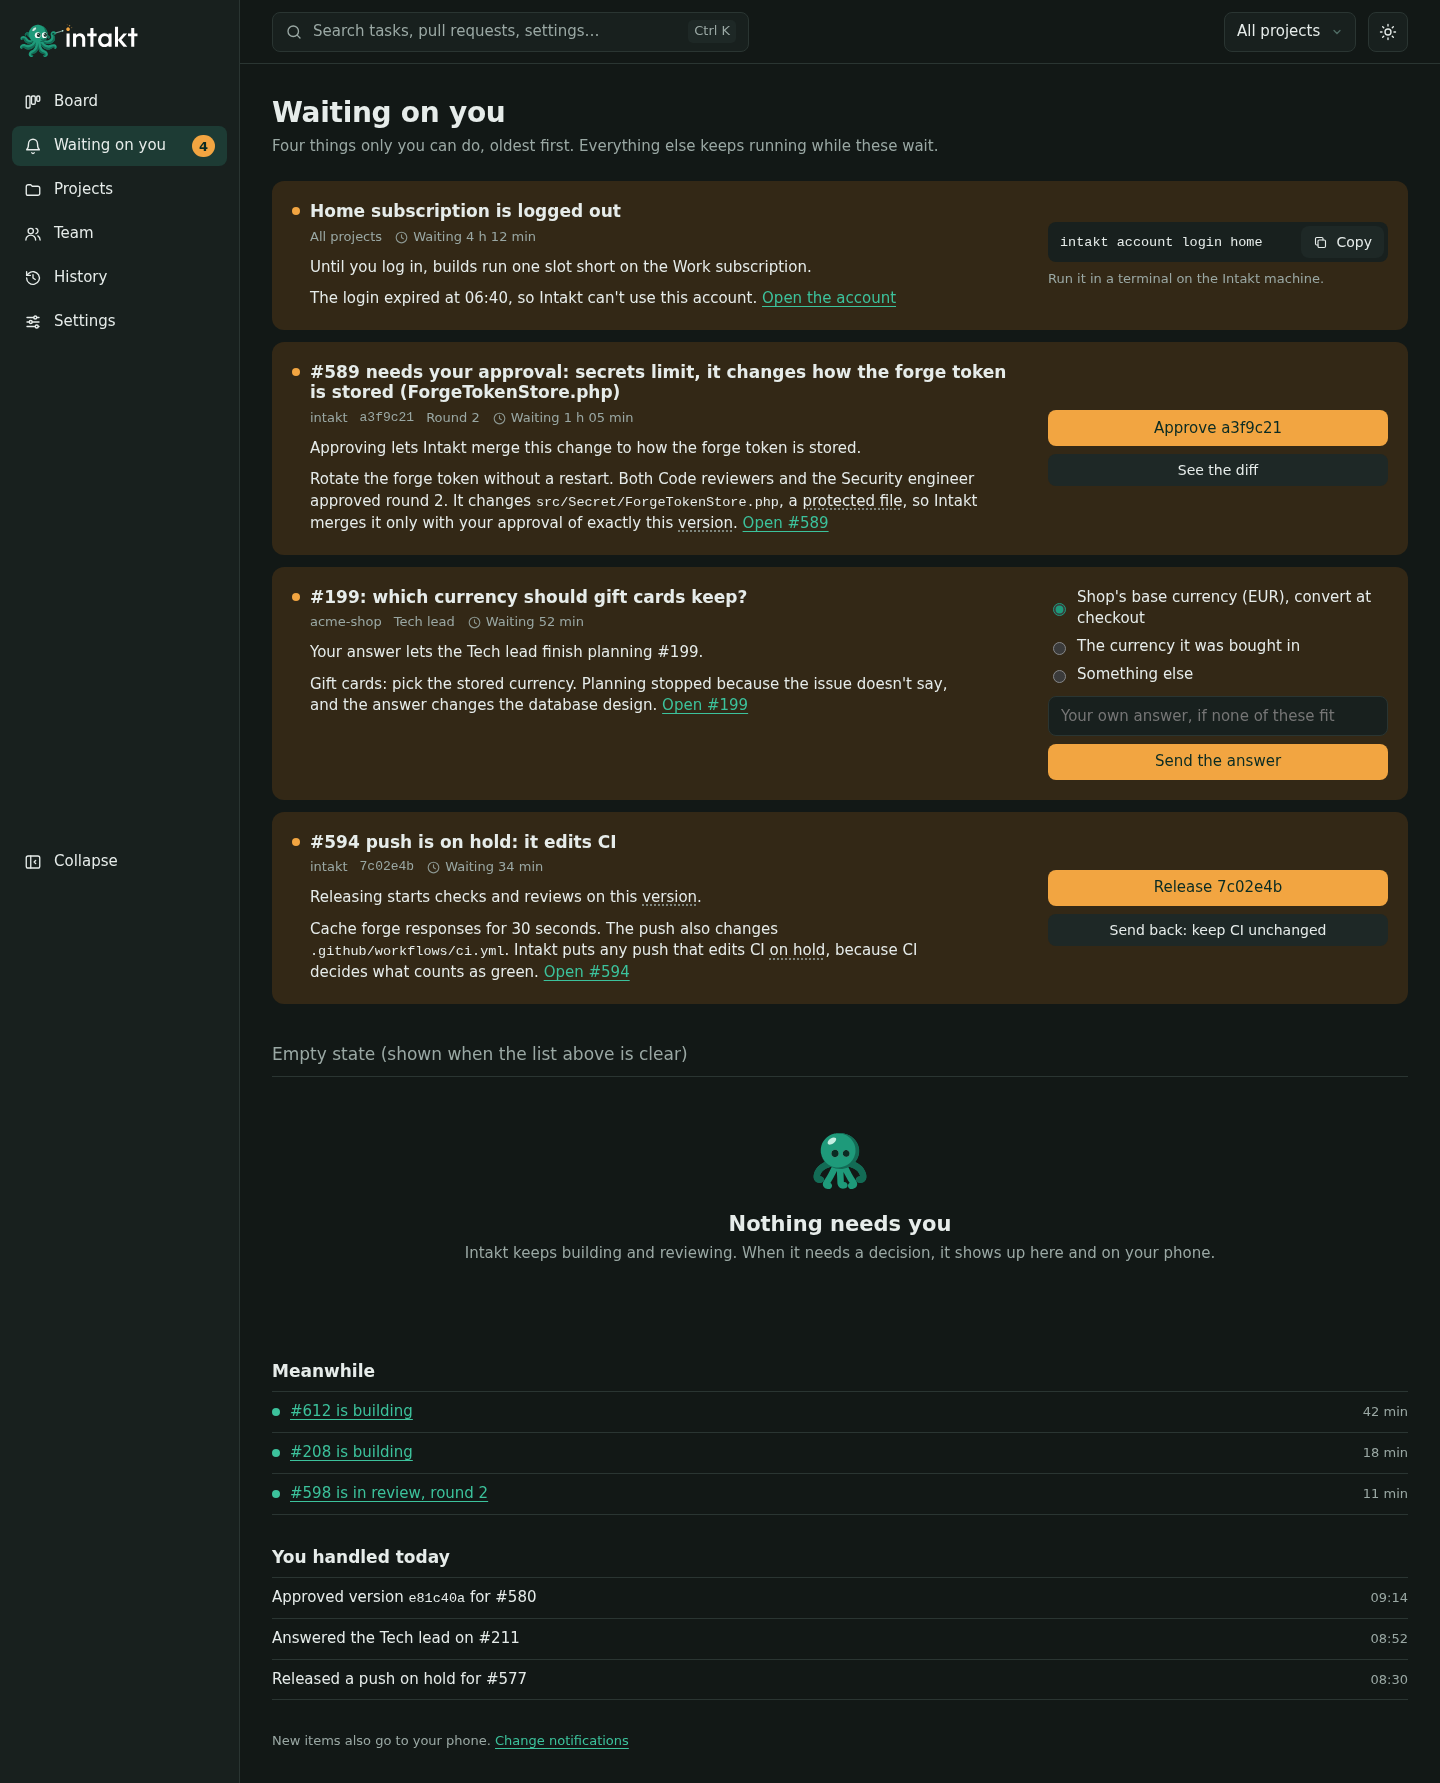 intakt
Search tasks, pull requests, settings…
Ctrl K
All projects
Board
Waiting on you
4
Projects
Team
History
Settings
Collapse
Waiting on you
Four things only you can do, oldest first. Everything else keeps running while these wait.
Home subscription is logged out
All projects Waiting 4 h 12 min
Until you log in, builds run one slot short on the Work subscription.
The login expired at 06:40, so Intakt can't use this account. Open the account
intakt account login home
Copy
Run it in a terminal on the Intakt machine.
#589 needs your approval: secrets limit, it changes how the forge token
is stored (ForgeTokenStore.php)
intakt a3f9c21 Round 2 Waiting 1 h 05 min
Approving lets Intakt merge this change to how the forge token is stored.
Rotate the forge token without a restart. Both Code reviewers and the Security engineer
approved round 2. It changes src/Secret/ForgeTokenStore.php, a protected file, so Intakt
merges it only with your approval of exactly this version. Open #589
Approve a3f9c21
See the diff
#199: which currency should gift cards keep?
acme-shop Tech lead Waiting 52 min
Your answer lets the Tech lead finish planning #199.
Gift cards: pick the stored currency. Planning stopped because the issue doesn't say,
and the answer changes the database design. Open #199
Shop's base currency (EUR), convert at
checkout
The currency it was bought in
Something else
Your own answer, if none of these fit
Send the answer
#594 push is on hold: it edits CI
intakt 7c02e4b Waiting 34 min
Releasing starts checks and reviews on this version.
Cache forge responses for 30 seconds. The push also changes
.github/workflows/ci.yml. Intakt puts any push that edits CI on hold, because CI
decides what counts as green. Open #594
Release 7c02e4b
Send back: keep CI unchanged
Empty state (shown when the list above is clear)
Nothing needs you
Intakt keeps building and reviewing. When it needs a decision, it shows up here and on your phone.
Meanwhile
#612 is building
42 min
#208 is building
18 min
#598 is in review, round 2
11 min
You handled today
Approved version e81c40a for #580
09:14
Answered the Tech lead on #211
08:52
Released a push on hold for #577
08:30
New items also go to your phone. Change notifications